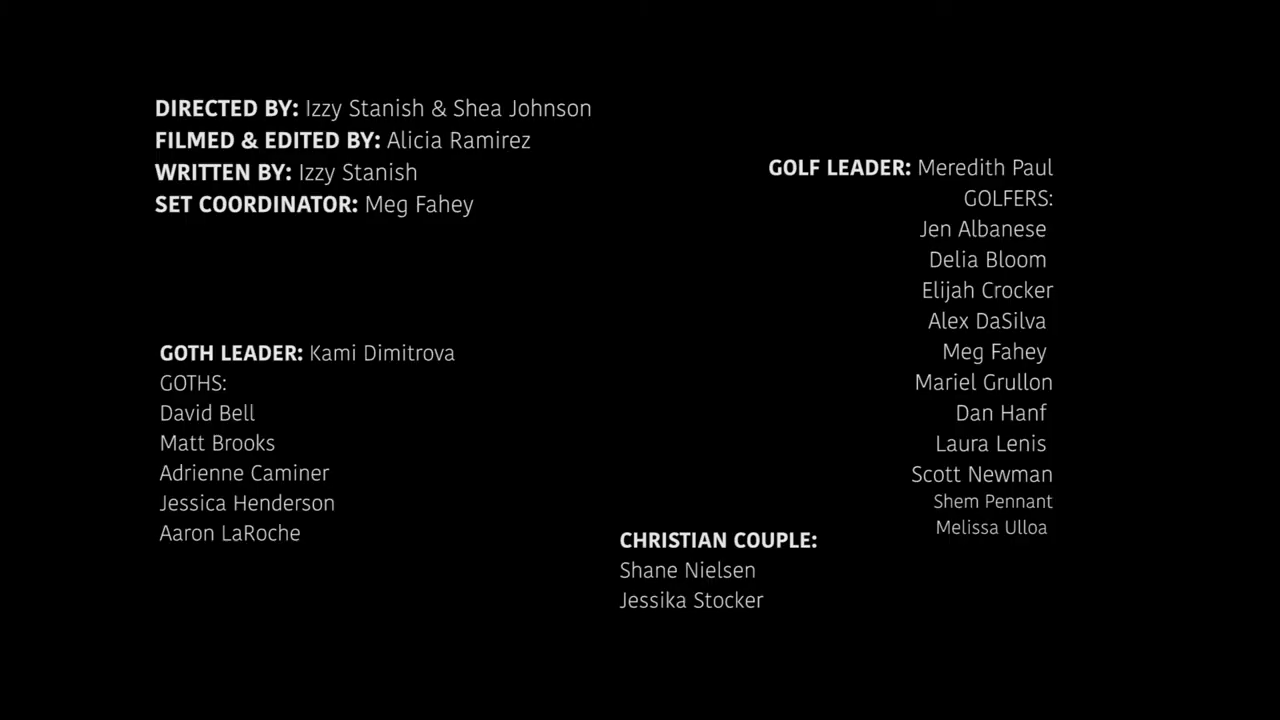 DIRECTED BY: Izzy Stanish & Shea Johnson
FILMED & EDITED BY: Alicia Ramirez
WRITTEN BY: Izzy Stanish
SET COORDINATOR: Meg Fahey
GOTH LEADER: Kami Dimitrova
GOTHS:
David Bell
Matt Brooks
Adrienne Caminer
Jessica Henderson
Aaron LaRoche
GOLF LEADER: Meredith Paul
GOLFERS:
Jen Albanese
Delia Bloom
Elijah Crocker
Alex DaSilva
Meg Fahey
Mariel Grullon
Dan Hanf
Laura Lenis
Scott Newman
Shem Pennant
Melissa Ulloa
CHRISTIAN COUPLE:
Shane Nielsen
Jessika Stocker